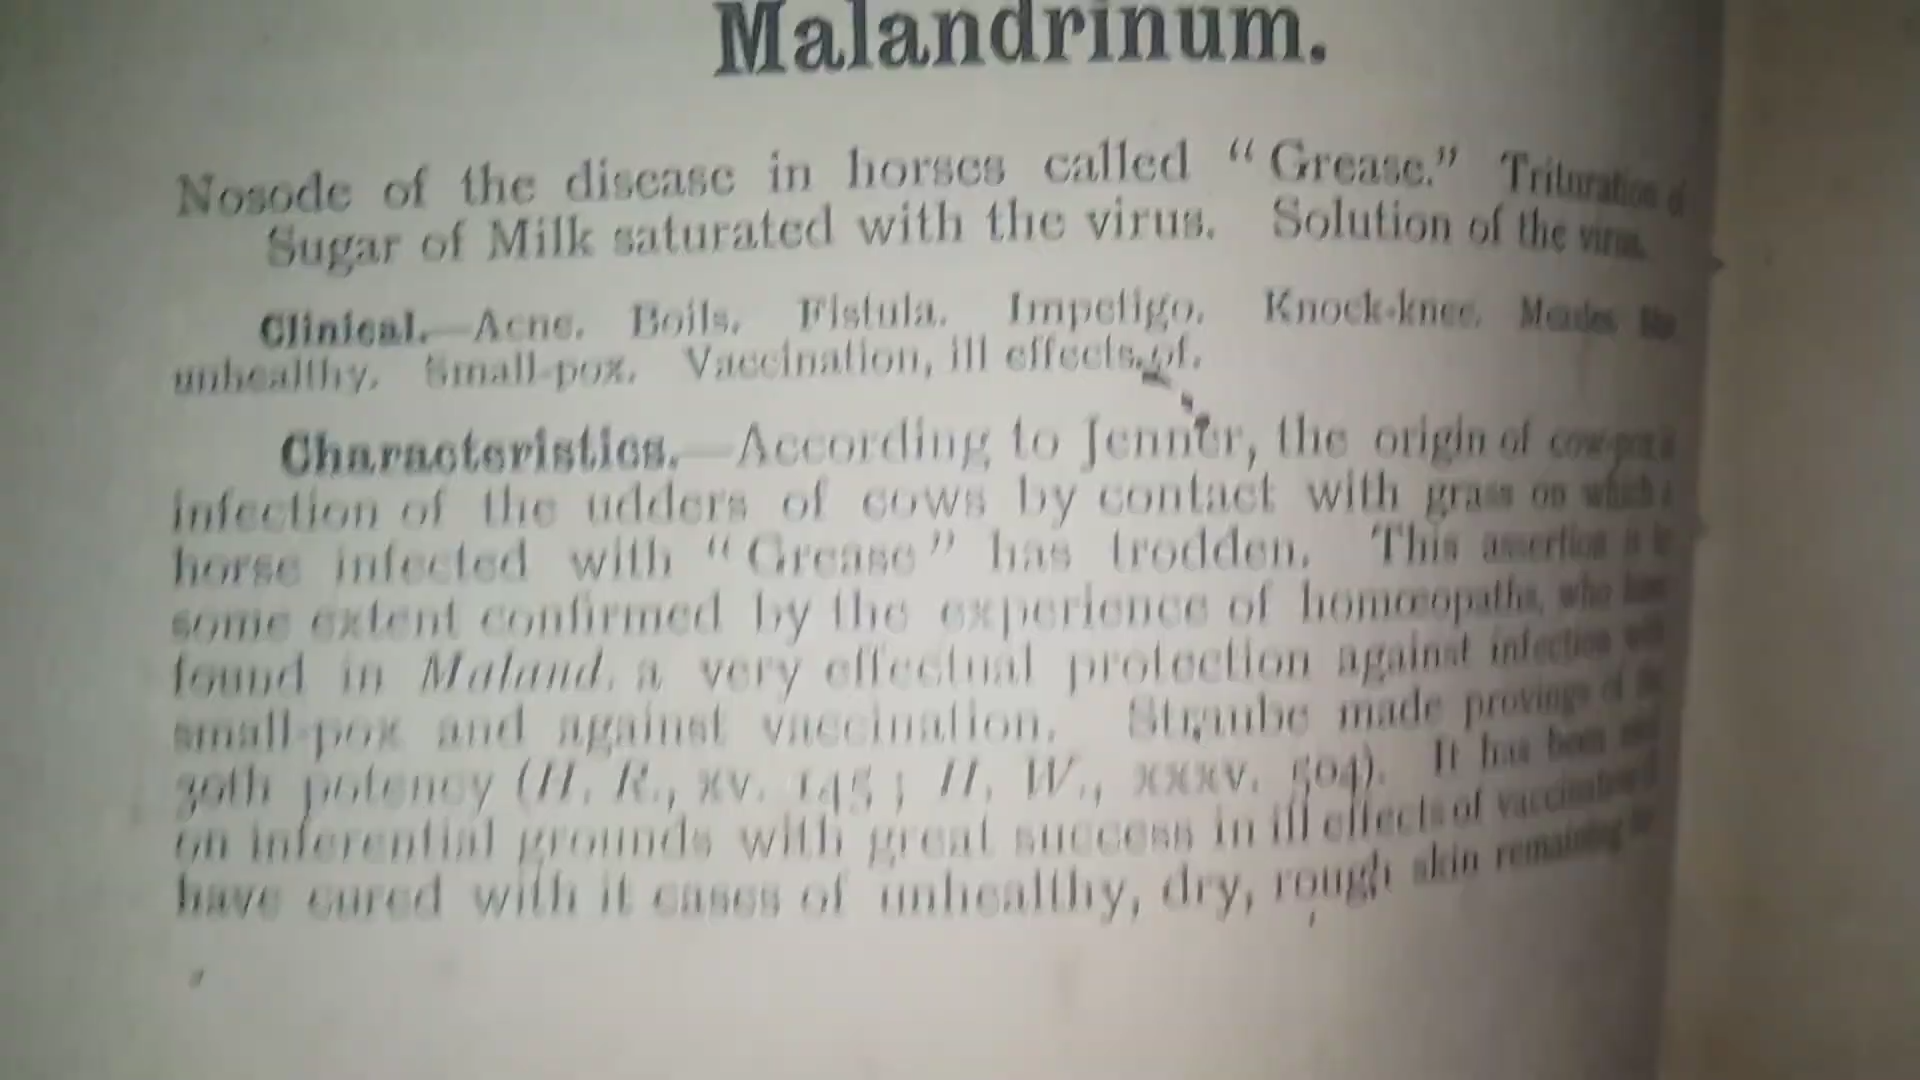 Malandrinum.
Nosode of the disease in horses called "Grease." Trituration of
Sugar of Milk saturated with the virus. Solution of the virus.
Clinical.—Acne. Boils. Fistula. Impetigo. Knock-knee. Measles.
unhealthy. Small-pox. Vaccination, ill effects of.
Characteristics.—According to Jenner, the origin of cow-pox is
infection of the udders of cows by contact with grass on which a
horse infected with "Grease" has trodden. This assertion is to
some extent confirmed by the experience of homœopaths, who have
found in Maland. a very effectual protection against infection with
small-pox and against vaccination. Straube made provings of the
30th potency (H. R., xv. 145; H. W., xxxv. 504). It has been
on inferential grounds with great success in ill effects of vaccination
have cured with it cases of unhealthy, dry, rough skin remaining